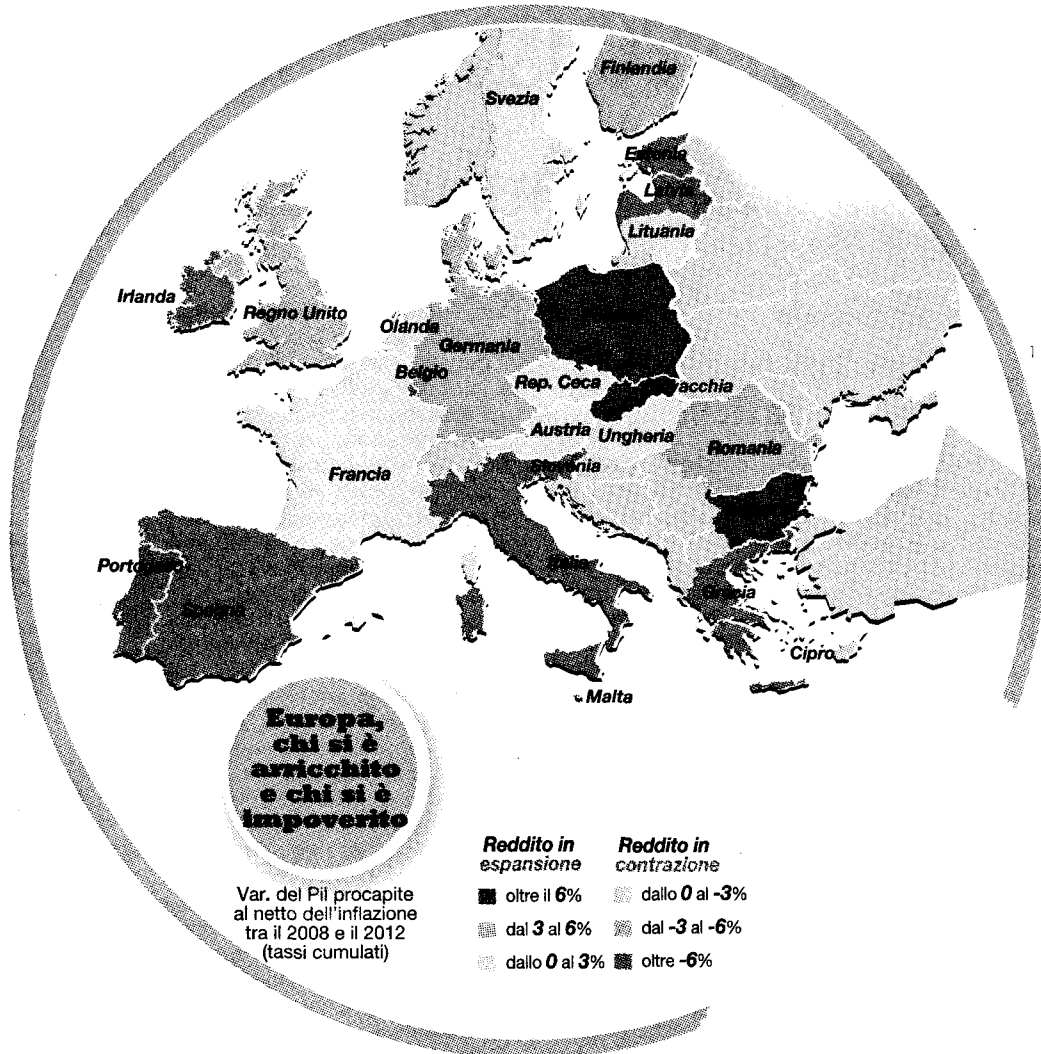 Finlandia
Svezia
Estonia
Lituania
Irlanda
Regno Unito
Olanda
Germania
Belgio
Rep. Ceca
Austria
Ungheria
Romania
Slovenia
Francia
Portogallo
Spagna
Italia
Grecia
Cipro
Malta
Europa,
chi si è
arricchito
e chi si è
impoverito
Var. del Pil procapite
al netto dell'inflazione
tra il 2008 e il 2012
(tassi cumulati)
Reddito in
espansione
oltre il 6%
dal 3 al 6%
dallo 0 al 3%
Reddito in
contrazione
dallo 0 al -3%
dal -3 al -6%
oltre -6%